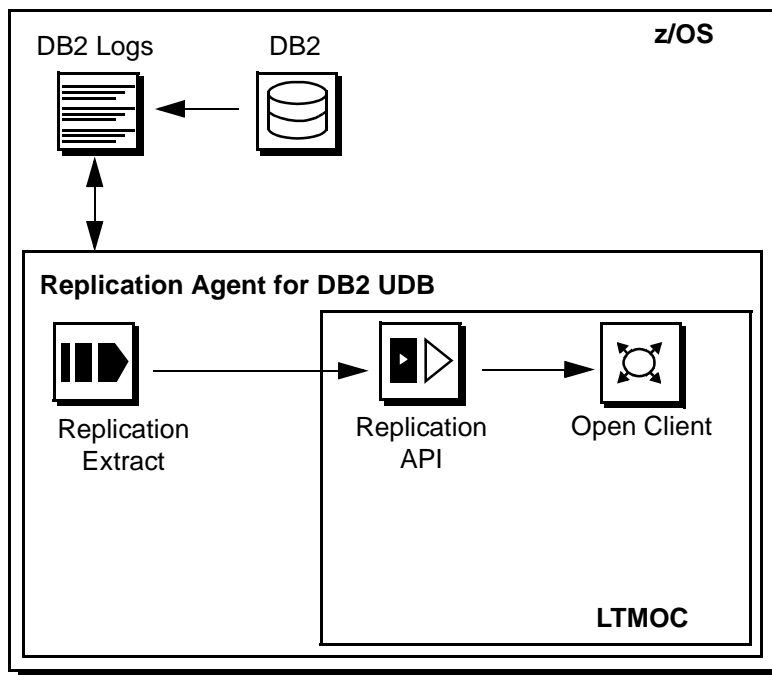 z/OS
DB2 Logs
DB2
Replication Agent for DB2 UDB
Replication
Extract
Replication
API
Open Client
LTMOC